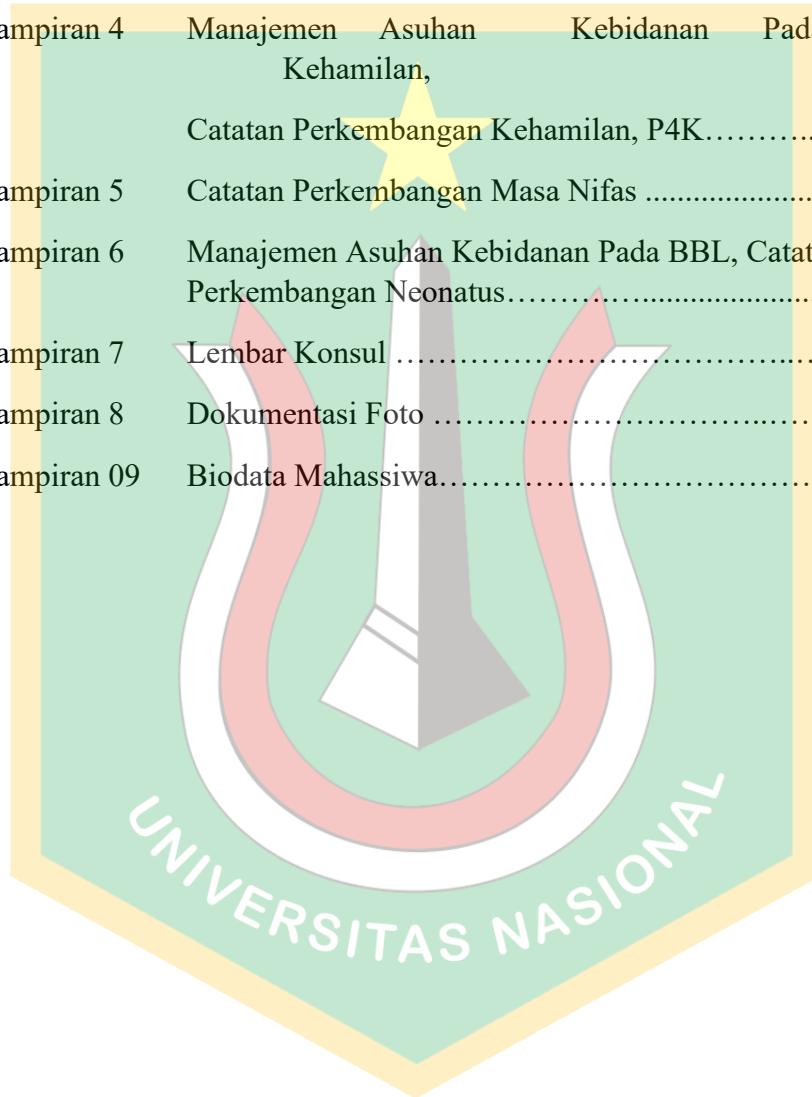 ampiran 4 Manajemen Asuhan Kebidanan Pad
Kehamilan,
Catatan Perkembangan Kehamilan, P4K………..
ampiran 5 Catatan Perkembangan Masa Nifas ......................
ampiran 6 Manajemen Asuhan Kebidanan Pada BBL, Catat
Perkembangan Neonatus……….….....................
ampiran 7 Lembar Konsul ………………………………..…
ampiran 8 Dokumentasi Foto …………………………..….
ampiran 09 Biodata Mahassiwa………………………………
UNIVERSITAS NASIONAL